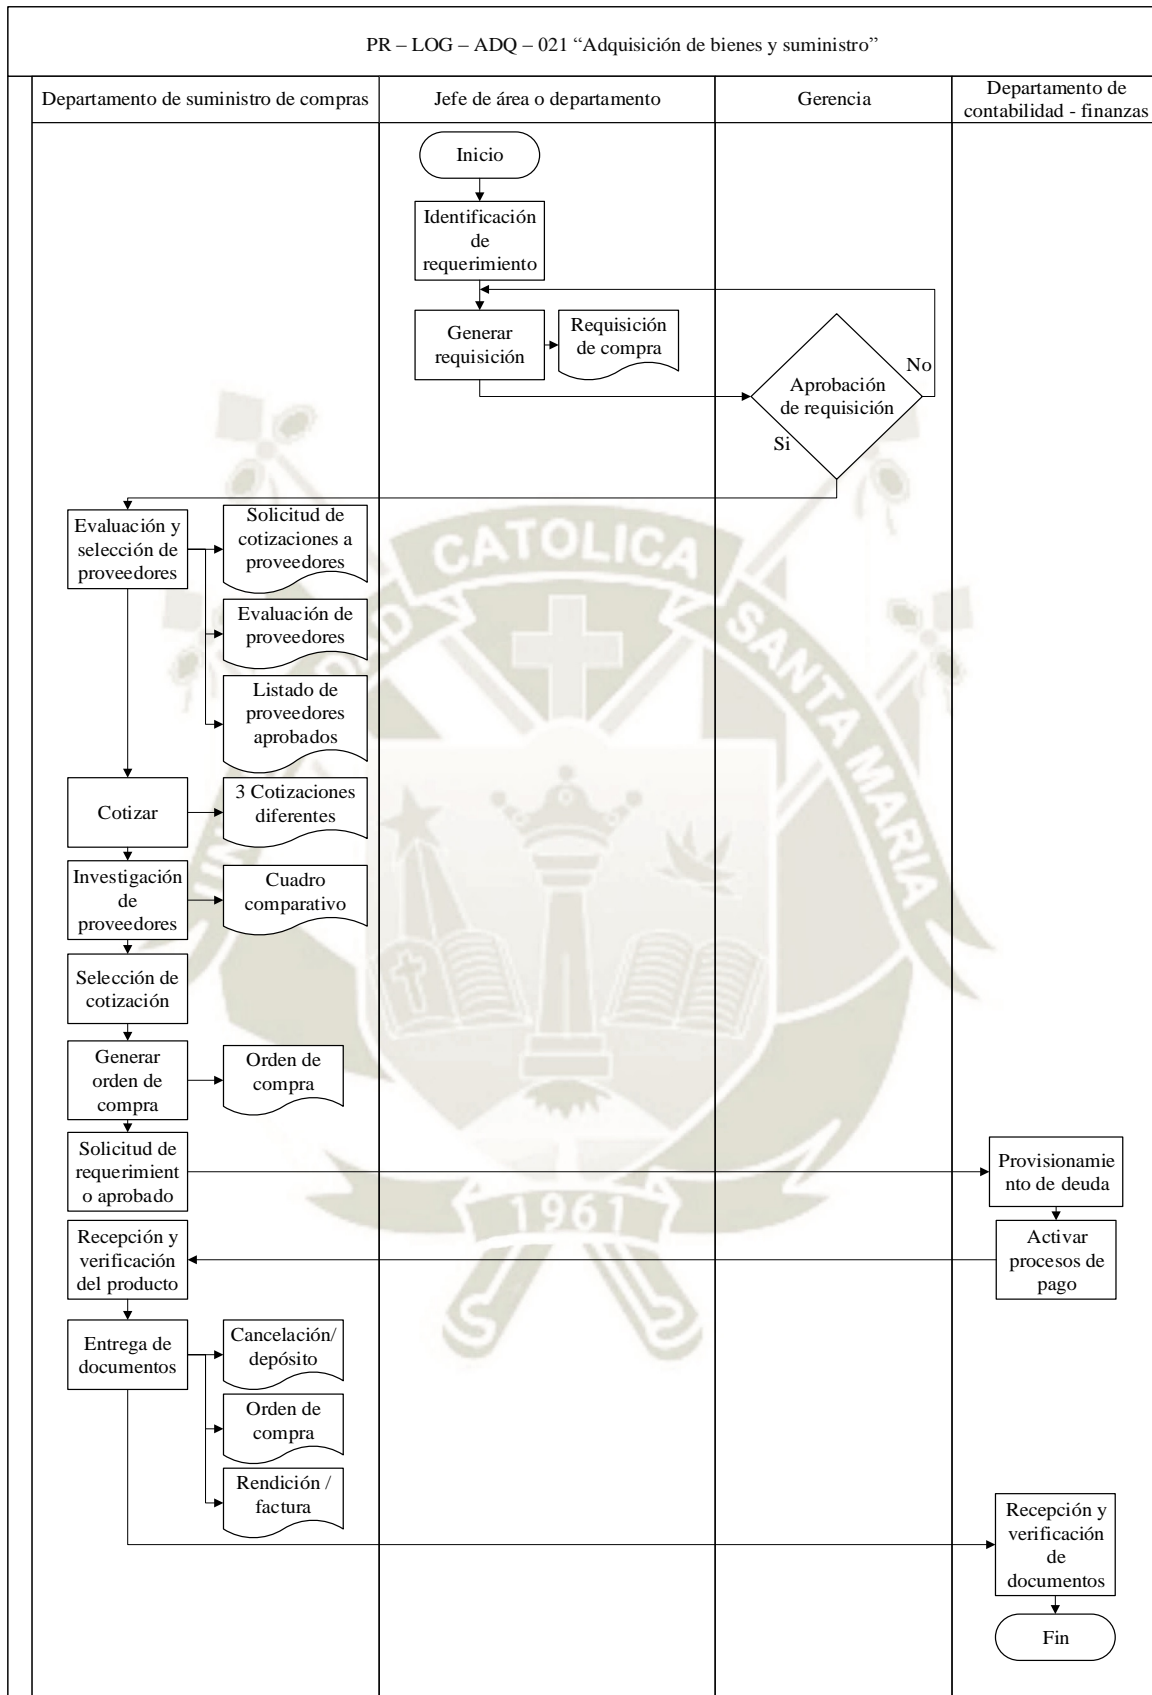 PR – LOG – ADQ – 021 “Adquisición de bienes y suministro”
Departamento de suministro de compras
Jefe de área o departamento
Gerencia
Departamento de
contabilidad - finanzas
Inicio
Identificación
de
requerimiento
Generar
requisición
Requisición
de compra
Aprobación
de requisición
No
Si
Evaluación y
selección de
proveedores
Solicitud de
cotizaciones a
proveedores
Evaluación de
proveedores
Listado de
proveedores
aprobados
Cotizar
3 Cotizaciones
diferentes
Investigación
de
proveedores
Cuadro
comparativo
Selección de
cotización
Generar
orden de
compra
Orden de
compra
Solicitud de
requerimient
o aprobado
Provisionamie
nto de deuda
Activar
procesos de
pago
Recepción y
verificación
del producto
Entrega de
documentos
Cancelación/
depósito
Orden de
compra
Rendición /
factura
Recepción y
verificación
de
documentos
Fin
CATOLICA
SANTA MARIA
1961